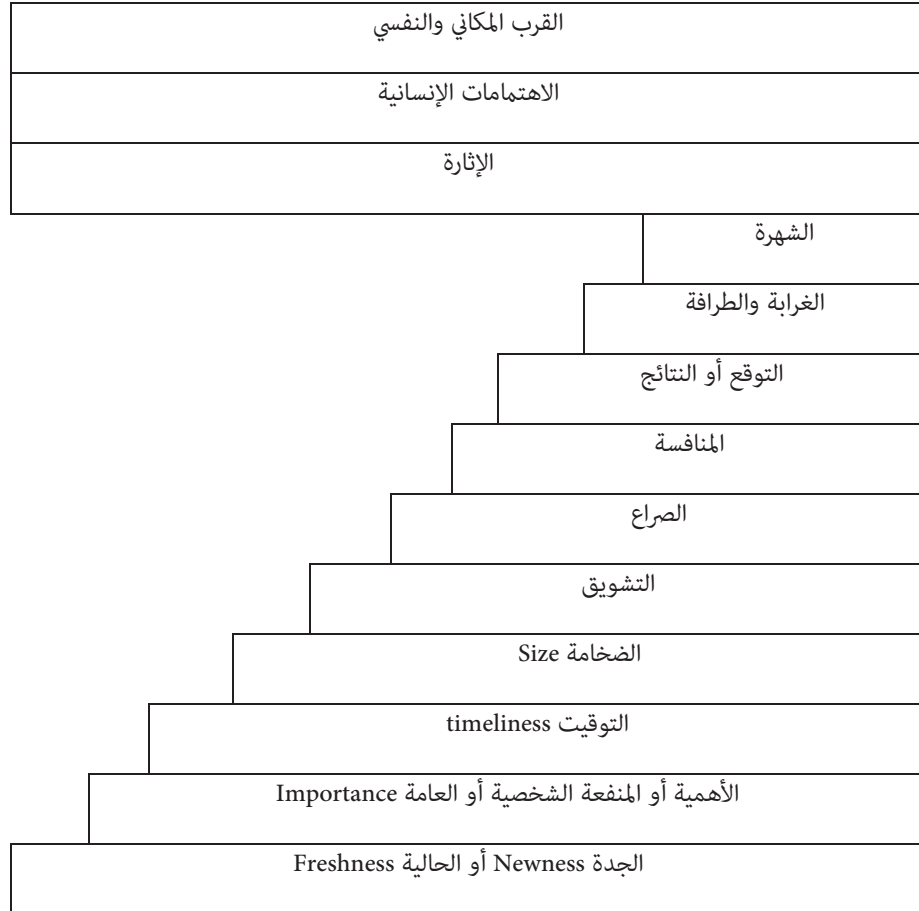 القرب المكاني والنفسي
الاهتمامات الإنسانية
الإثارة
الشهرة
الغرابة والطرافة
التوقع أو النتائج
المنافسة
الصراع
التشويق
الضخامة Size
التوقيت timeliness
الأهمية أو المنفعة الشخصية أو العامة Importance
الجدة Newness أو الحالية Freshness